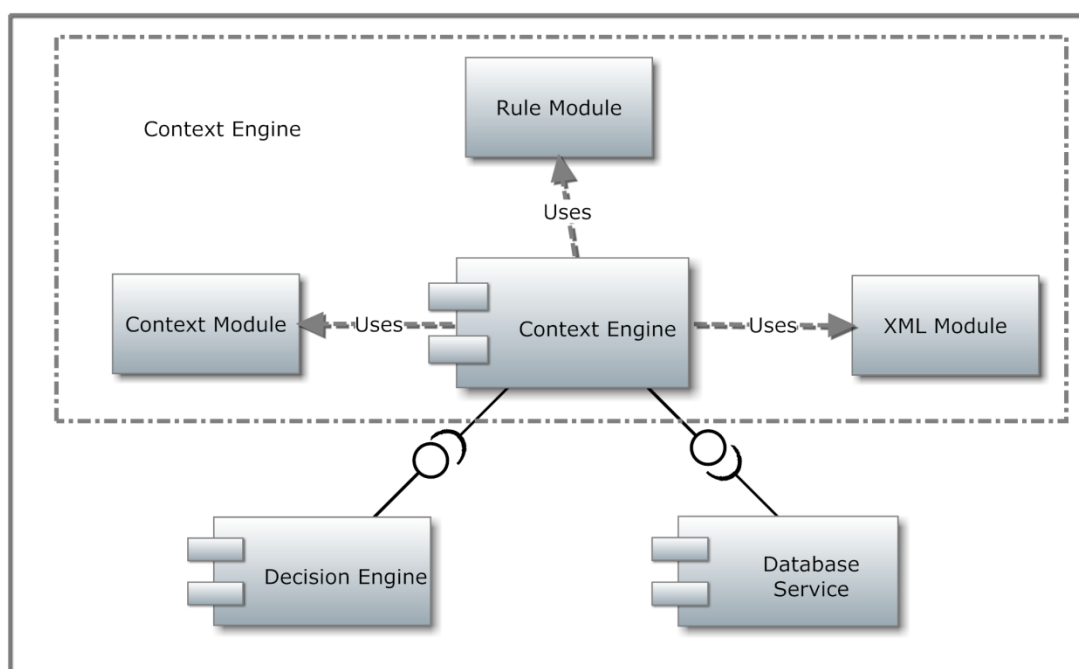 Rule Module
Context Engine
Uses
Context Module
Uses
Context Engine
Uses
XML Module
Decision Engine
Database
Service